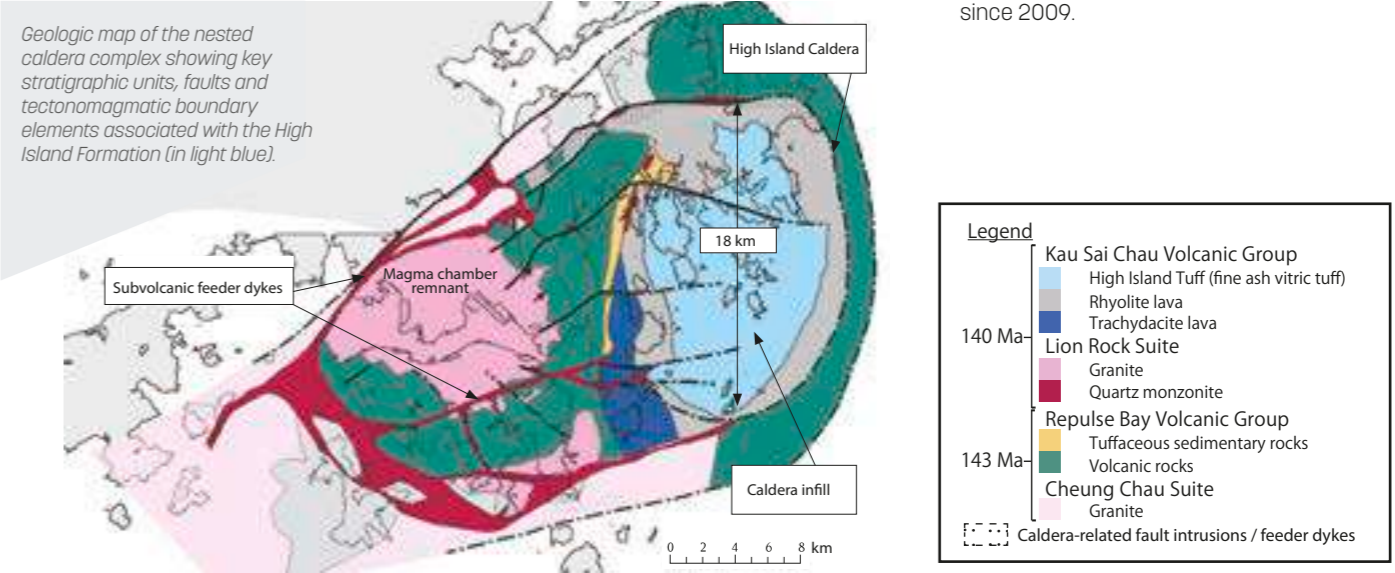 since 2009.
Geologic map of the nested
caldera complex showing key
stratigraphic units, faults and
tectonomagmatic boundary
elements associated with the High
Island Formation (in light blue).
High Island Caldera
18 km
Magma chamber
remnant
Subvolcanic feeder dykes
Caldera infill
0 2 4 6 8 km
Legend
Kau Sai Chau Volcanic Group
High Island Tuff (fine ash vitric tuff)
Rhyolite lava
Trachydacite lava
140 Ma
Lion Rock Suite
Granite
Quartz monzonite
Repulse Bay Volcanic Group
Tuffaceous sedimentary rocks
143 Ma
Volcanic rocks
Cheung Chau Suite
Granite
Caldera-related fault intrusions / feeder dykes